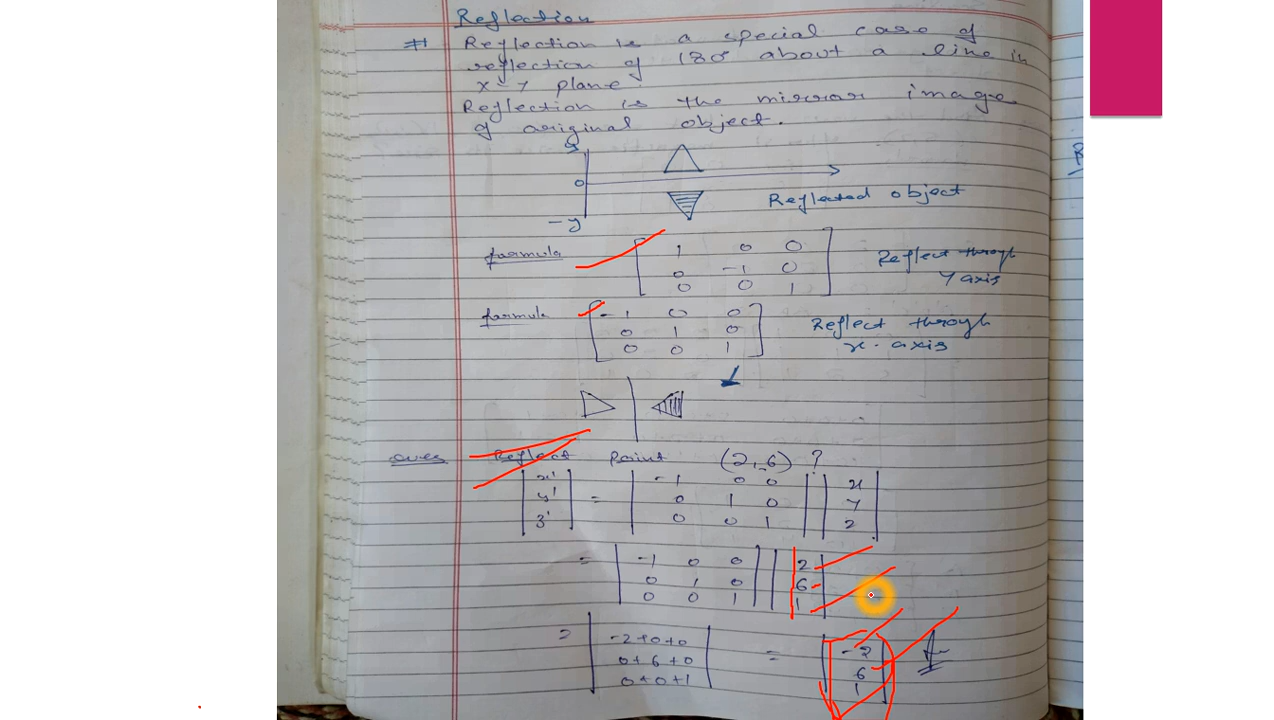 Reflection
# Reflection is a special case of
reflection of 180° about a line in
x-y plane.
Reflection is the mirror image
of original object.
y
0
-y
Reflected object
formula
1 0 0
0 -1 0
0 0 1
Reflect through
y axis
formula
-1 0 0
0 1 0
0 0 1
Reflect through
x-axis
Ques Reflect point (2,6) ?
x' = -1 0 0 x
y' 0 1 0 y
3' 0 0 1 2
= -1 0 0 2
0 1 0 6
0 0 1 1
= -2+0+0 = -2
0+6+0 6
0+0+1 1